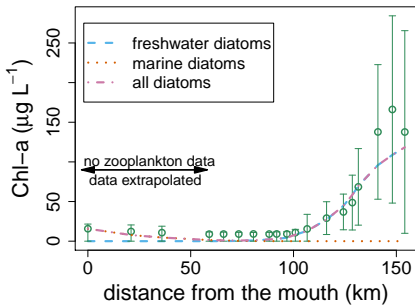 freshwater diatoms
marine diatoms
all diatoms
no zooplankton data
data extrapolated
Chl−a (μg L−1)
0
50
150
250
0
50
100
150
distance from the mouth (km)